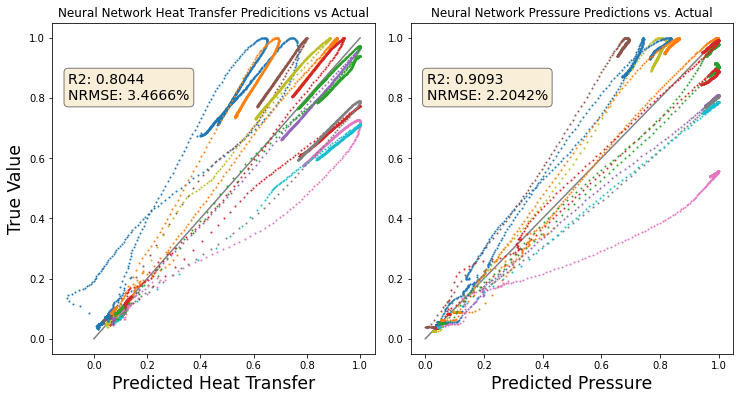 Neural Network Heat Transfer Predicitions vs Actual
Neural Network Pressure Predictions vs. Actual
R2: 0.8044
NRMSE: 3.4666%
R2: 0.9093
NRMSE: 2.2042%
True Value
1.0
0.8
0.6
0.4
0.2
0.0
1.0
0.8
0.6
0.4
0.2
0.0
0.0 0.2 0.4 0.6 0.8 1.0
0.0 0.2 0.4 0.6 0.8 1.0
Predicted Heat Transfer
Predicted Pressure